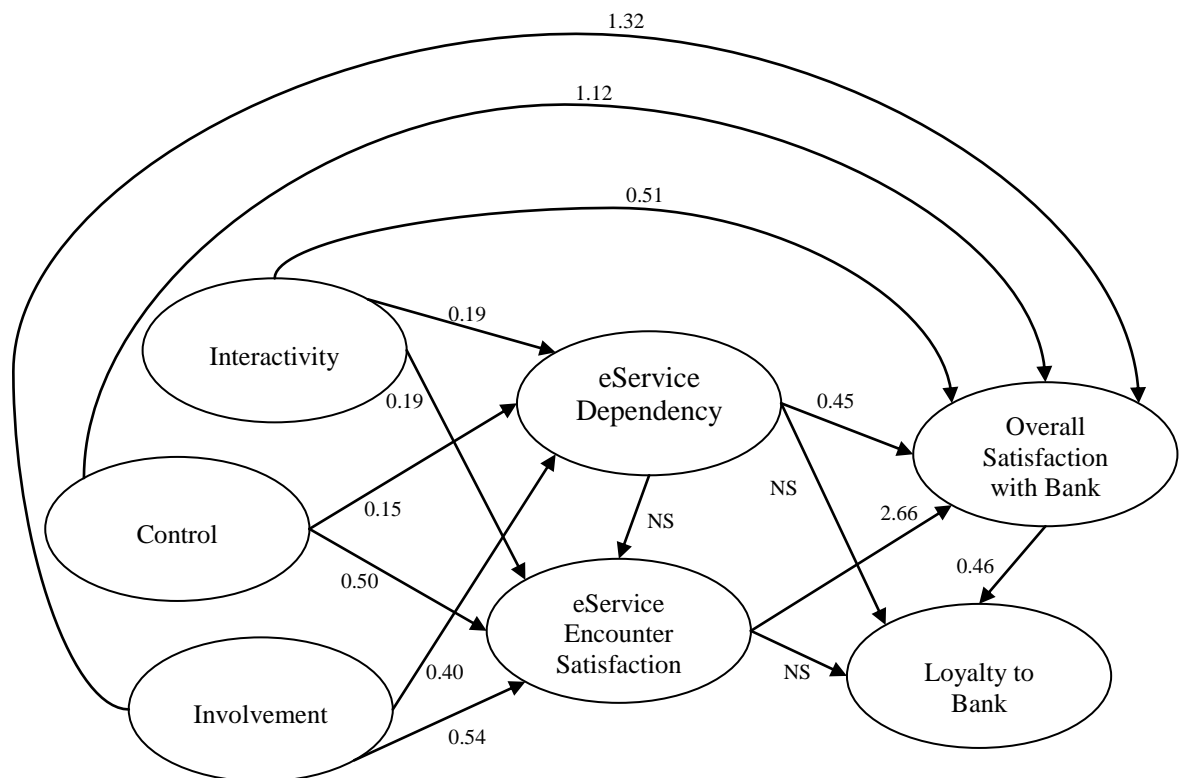 1.32
1.12
0.51
0.19
Interactivity
eService
Dependency
0.19
0.45
Overall
Satisfaction
with Bank
NS
0.15
NS
2.66
Control
0.50
0.46
eService
Encounter
Satisfaction
0.40
NS
Loyalty to
Bank
Involvement
0.54